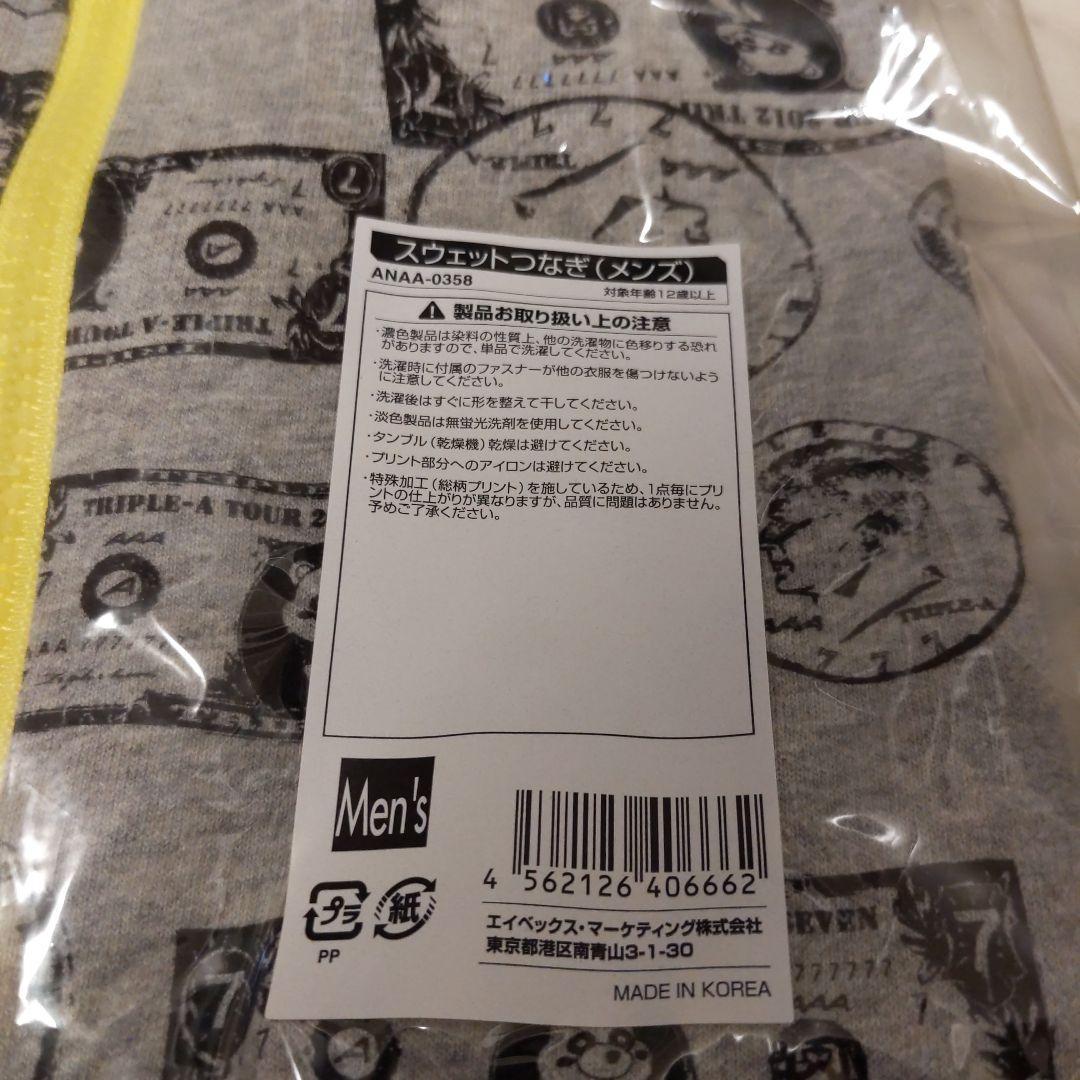 スウェットつなぎ(メンズ)
ANAA-0358
対象年齢12歳以上
製品お取り扱い上の注意
・濃色製品は染料の性質上、他の洗濯物に色移りする恐れ
がありますので、単品で洗濯してください。
・洗濯時に付属のファスナーが他の衣服を傷つけないよう
に注意してください。
・洗濯後はすぐに形を整えて干してください。
・淡色製品は無蛍光洗剤を使用してください。
・タンブル(乾燥機)乾燥は避けてください。
・プリント部分へのアイロンは避けてください。
・特殊加工(総柄プリント)を施しているため、1点毎にプリ
ントの仕上がりが異なりますが、品質に問題はありません。
予めご了承ください。
Men's
プラ
PP
紙
4 562126 406662
エイベックス・マーケティング株式会社
東京都港区南青山3-1-30
MADE IN KOREA
AAA 7777777
2012 TRI
TRIPLE-A
7
AAA 7777777
A
TRIPLE-A TOUR
TRIPLE-A TOUR 2
AAA
A
TRIPLE-A
SEVEN
7
7
AAA
A